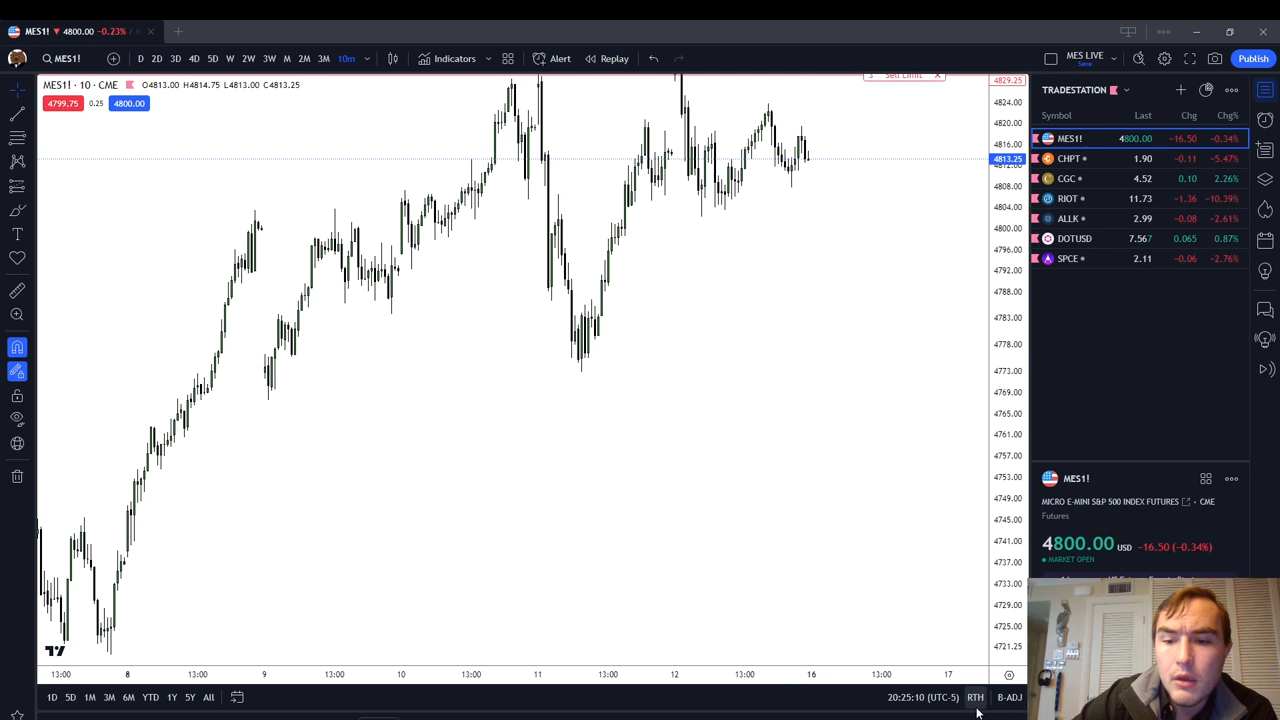 MES1! ▼ 4800.00 -0.23%
MES1!
D 2D 3D 4D 5D W 2W 3W M 2M 3M 10m
Indicators
Alert
Replay
MES LIVE
Save
Publish
MES1! · 10 · CME O4813.00 H4814.75 L4813.00 C4813.25
4799.75 0.25 4800.00
3 Sell Limit X
4829.25
4824.00
4820.00
4816.00
4813.25
4812.00
4808.00
4804.00
4800.00
4796.00
4792.00
4788.00
4783.00
4778.00
4773.00
4769.00
4765.00
4761.00
4757.00
4753.00
4749.00
4745.00
4741.00
4737.00
4733.00
4729.00
4725.00
4721.25
13:00 8 13:00 9 13:00 10 13:00 11 13:00 12 13:00 16 13:00 17
1D 5D 1M 3M 6M YTD 1Y 5Y All
20:25:10 (UTC-5) RTH B-ADJ
TRADESTATION
Symbol Last Chg Chg%
MES1! 4800.00 -16.50 -0.34%
CHPT 1.90 -0.11 -5.47%
CGC 4.52 0.10 2.26%
RIOT 11.73 -1.36 -10.39%
ALLK 2.99 -0.08 -2.61%
DOTUSD 7.567 0.065 0.87%
SPCE 2.11 -0.06 -2.76%
MES1!
MICRO E-MINI S&P 500 INDEX FUTURES · CME
Futures
4800.00 USD -16.50 (-0.34%)
MARKET OPEN